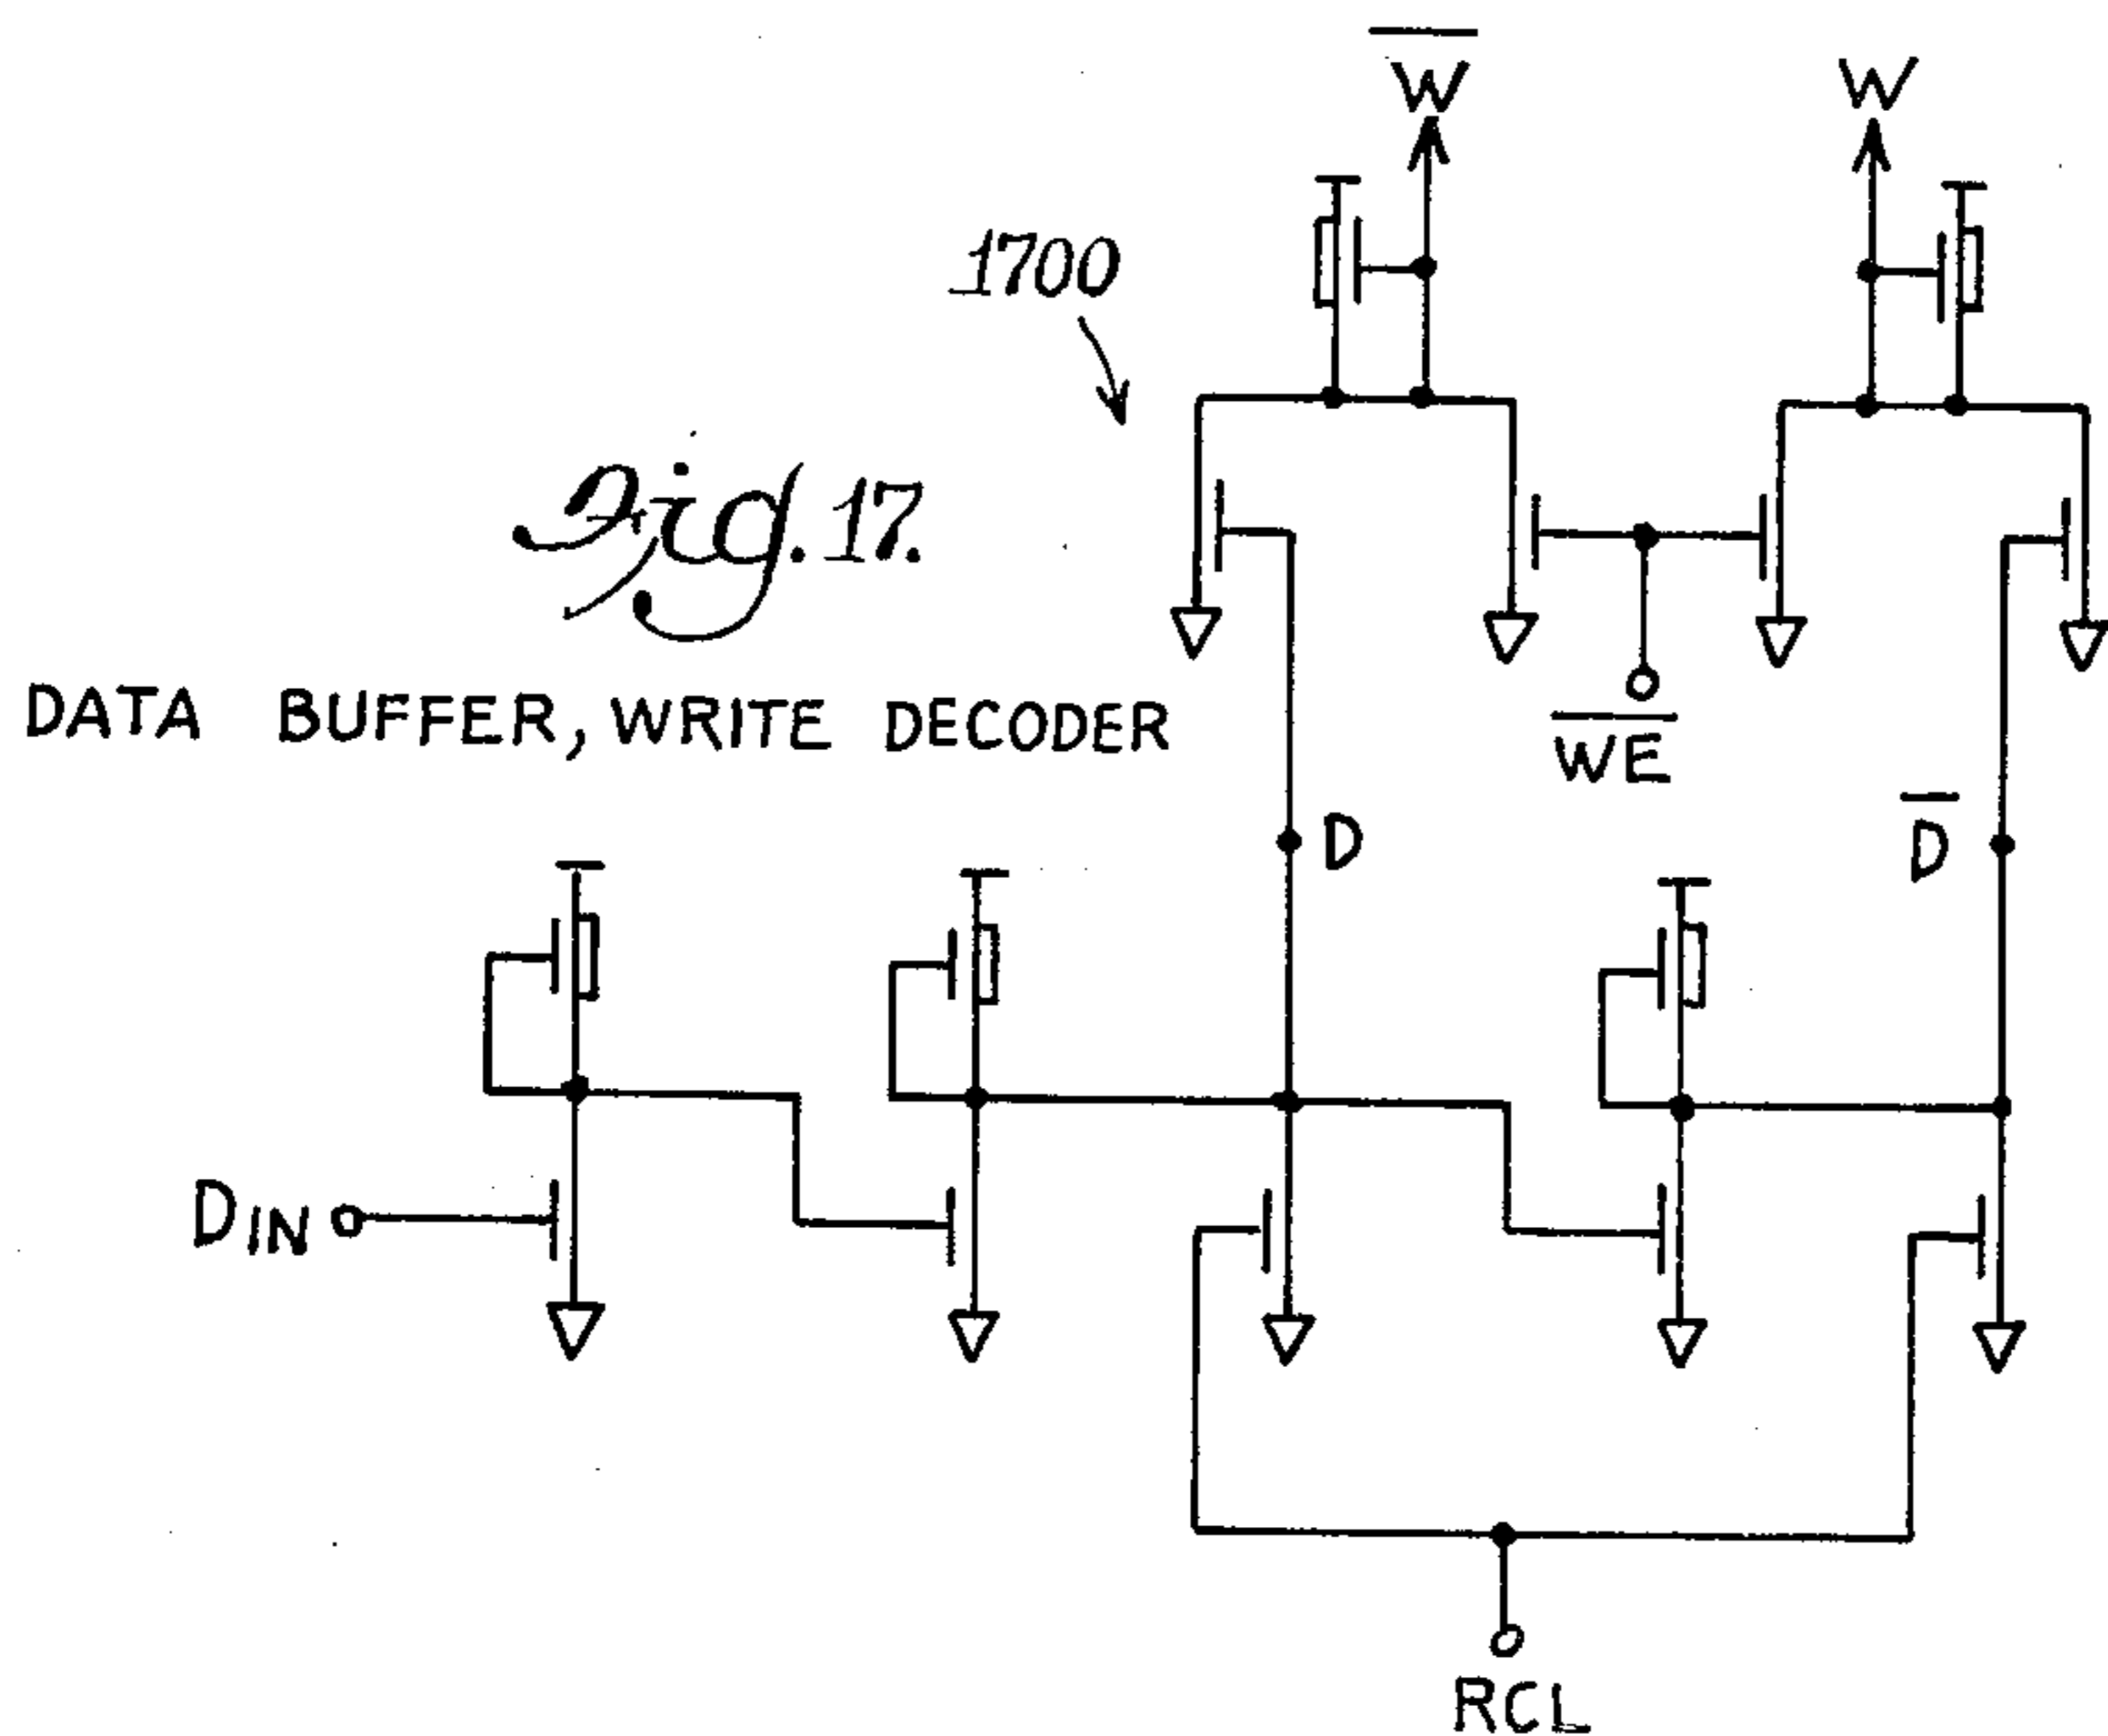 W̅
W
1700
Fig. 17.
DATA BUFFER, WRITE DECODER
W̅E̅
D
D̅
DIN
RCL